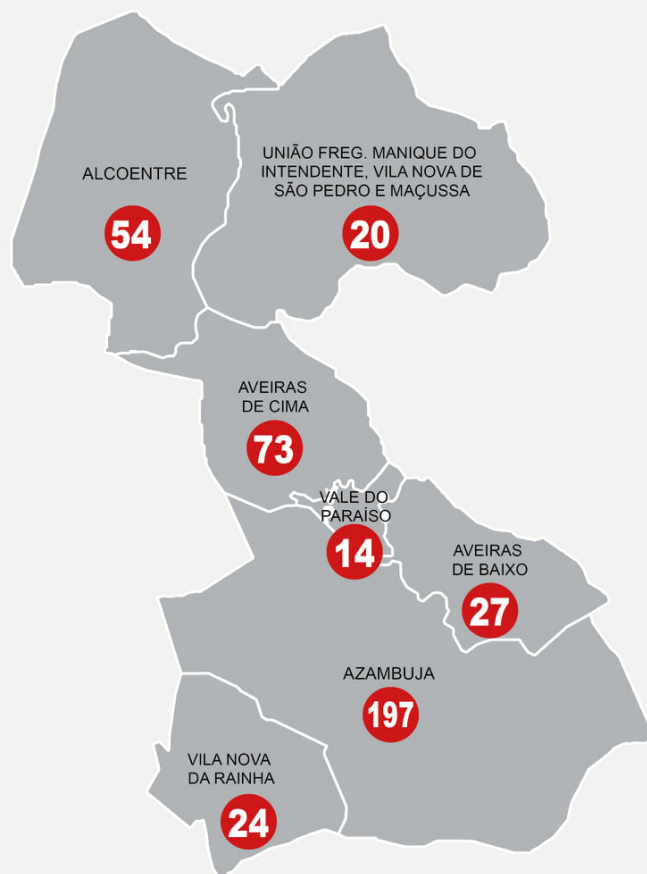 ALCOENTRE
54
UNIÃO FREG. MANIQUE DO
INTENDENTE, VILA NOVA DE
SÃO PEDRO E MAÇUSSA
20
AVEIRAS
DE CIMA
73
VALE DO
PARAÍSO
14
AVEIRAS
DE BAIXO
27
AZAMBUJA
197
VILA NOVA
DA RAINHA
24